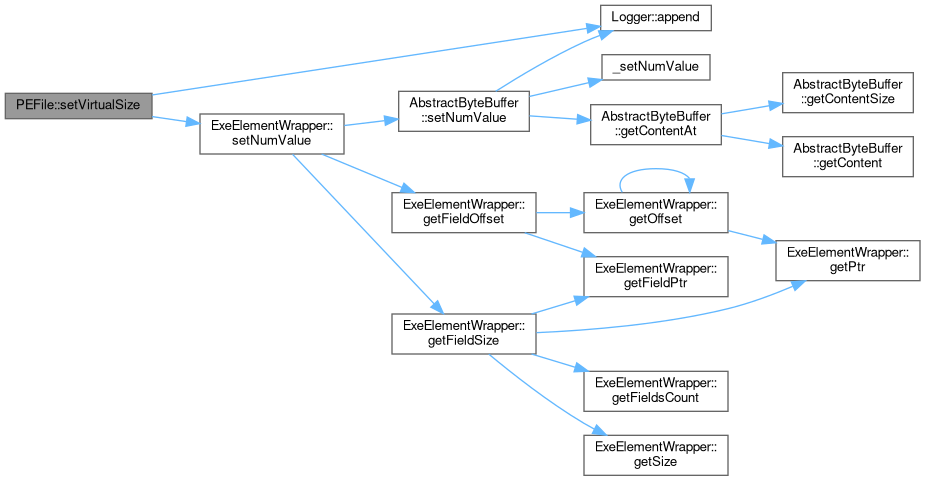 Logger::append
_setNumValue
PEFile::setVirtualSize
AbstractByteBuffer
::setNumValue
AbstractByteBuffer
::getContentSize
ExeElementWrapper::
setNumValue
AbstractByteBuffer
::getContentAt
AbstractByteBuffer
::getContent
ExeElementWrapper::
getFieldOffset
ExeElementWrapper::
getOffset
ExeElementWrapper::
getPtr
ExeElementWrapper::
getFieldPtr
ExeElementWrapper::
getFieldSize
ExeElementWrapper::
getFieldsCount
ExeElementWrapper::
getSize